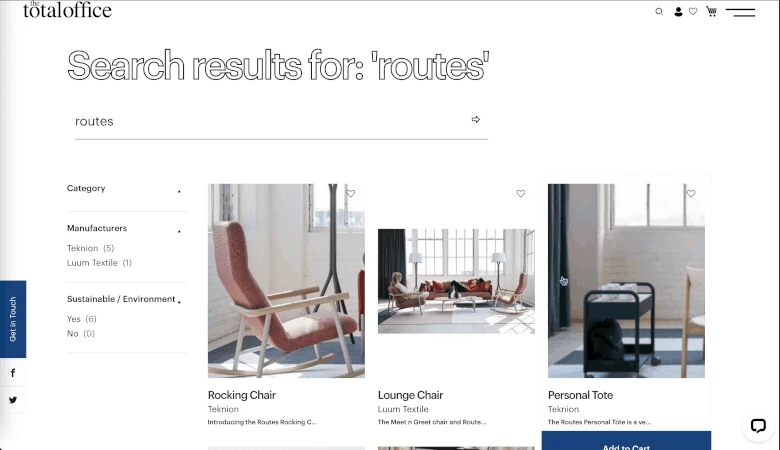 the
totaloffice
Search results for: 'routes'
routes
Category
Manufacturers
Teknion (5)
Luum Textile (1)
Sustainable / Environment
Yes (6)
No (0)
Get in Touch
Rocking Chair
Teknion
Introducing the Routes Rocking C...
Lounge Chair
Luum Textile
The Meet n Greet chair and Route...
Personal Tote
Teknion
The Routes Personal Tote is a ve...
Add to Cart